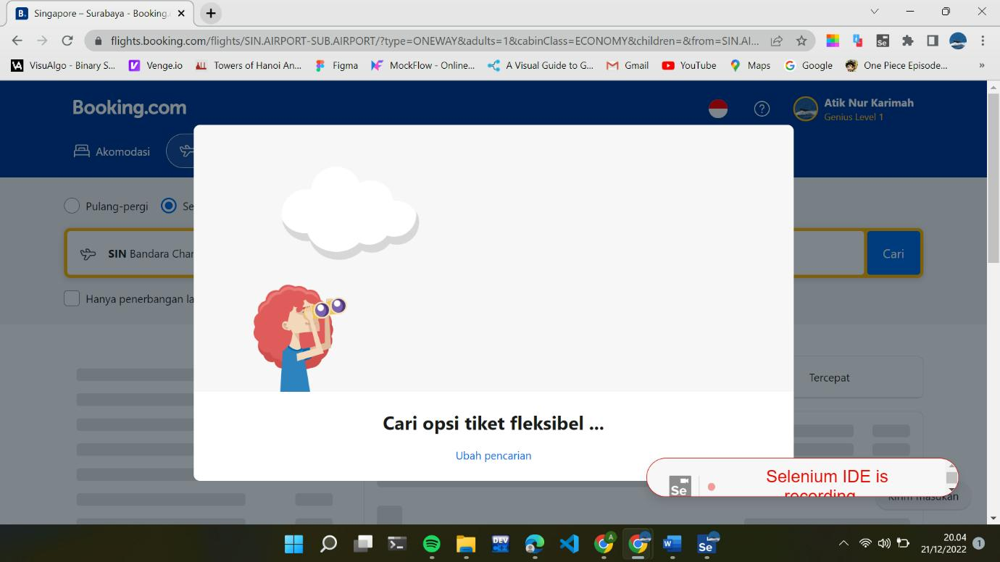 Singapore – Surabaya - Booking.
flights.booking.com/flights/SIN.AIRPORT-SUB.AIRPORT/?type=ONEWAY&adults=1&cabinClass=ECONOMY&children=&from=SIN.AI...
VisuAlgo - Binary S...
Venge.io
Towers of Hanoi An...
Figma
MockFlow - Online...
A Visual Guide to G...
Gmail
YouTube
Maps
Google
One Piece Episode...
Booking.com
Atik Nur Karimah
Genius Level 1
Akomodasi
Pulang-pergi
Se
SIN Bandara Chan
Cari
Hanya penerbangan la
Tercepat
Cari opsi tiket fleksibel ...
Ubah pencarian
Selenium IDE is
recording
Se
Kirim masukan
DEV
A
Se
20.04
21/12/2022
1